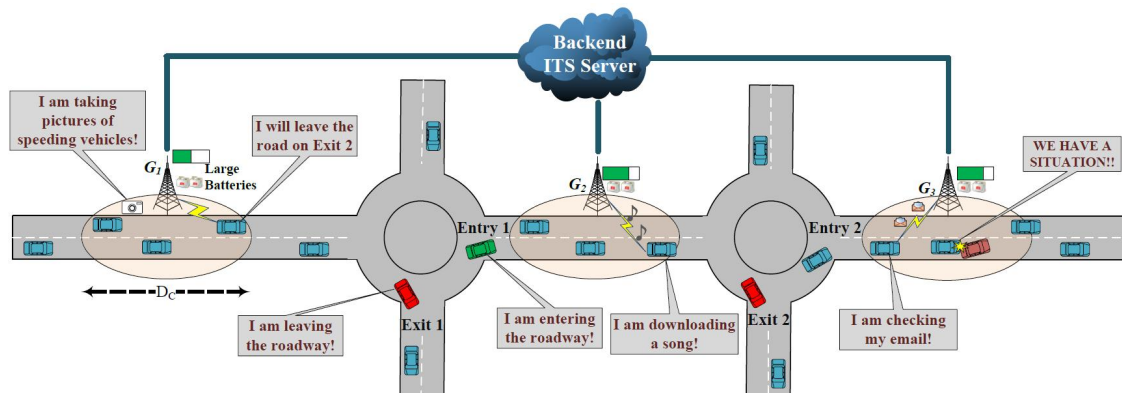 Backend
ITS Server
I am taking
pictures of
speeding vehicles!
I will leave the
road on Exit 2
WE HAVE A
SITUATION!!
G1
Large
Batteries
G2
G3
Entry 1
Entry 2
DC
I am leaving
the roadway!
Exit 1
I am entering
the roadway!
I am downloading
a song!
Exit 2
I am checking
my email!